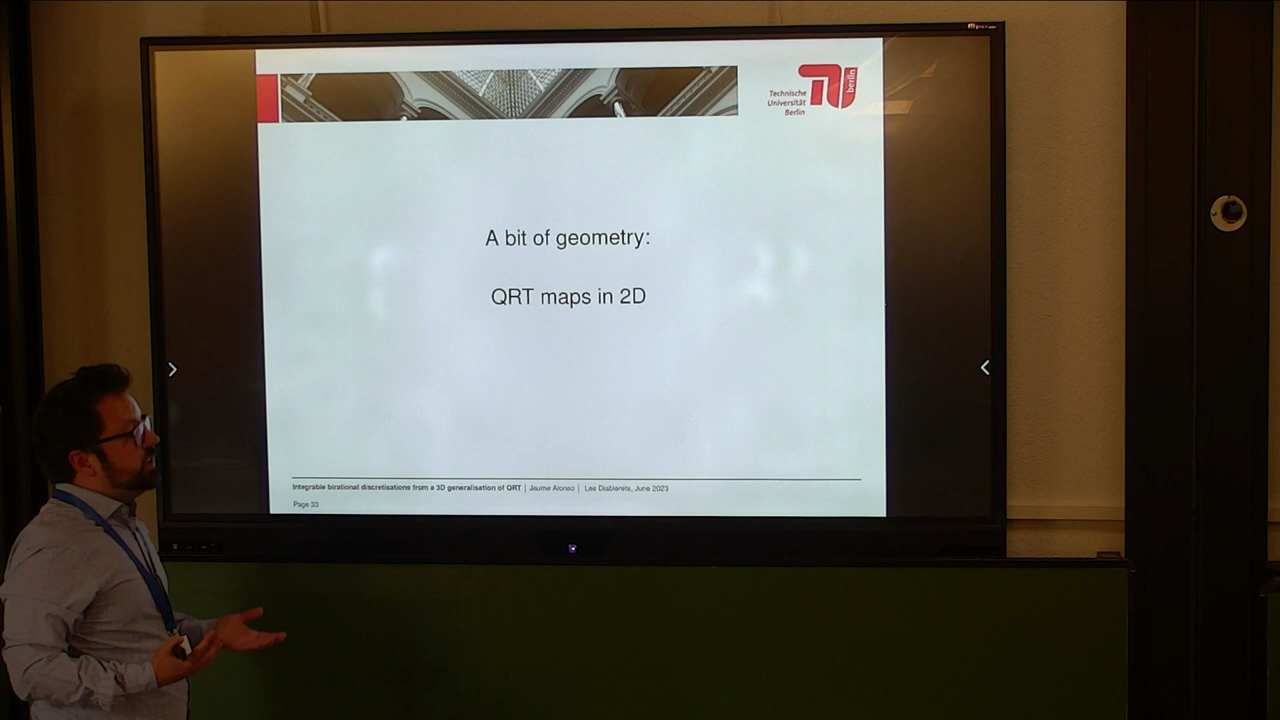 Technische
Universität
Berlin
berlin
A bit of geometry:
QRT maps in 2D
Integrable birational discretisations from a 3D generalisation of QRT | Jaume Alonso | Les Diablerets, June 2023
Page 33